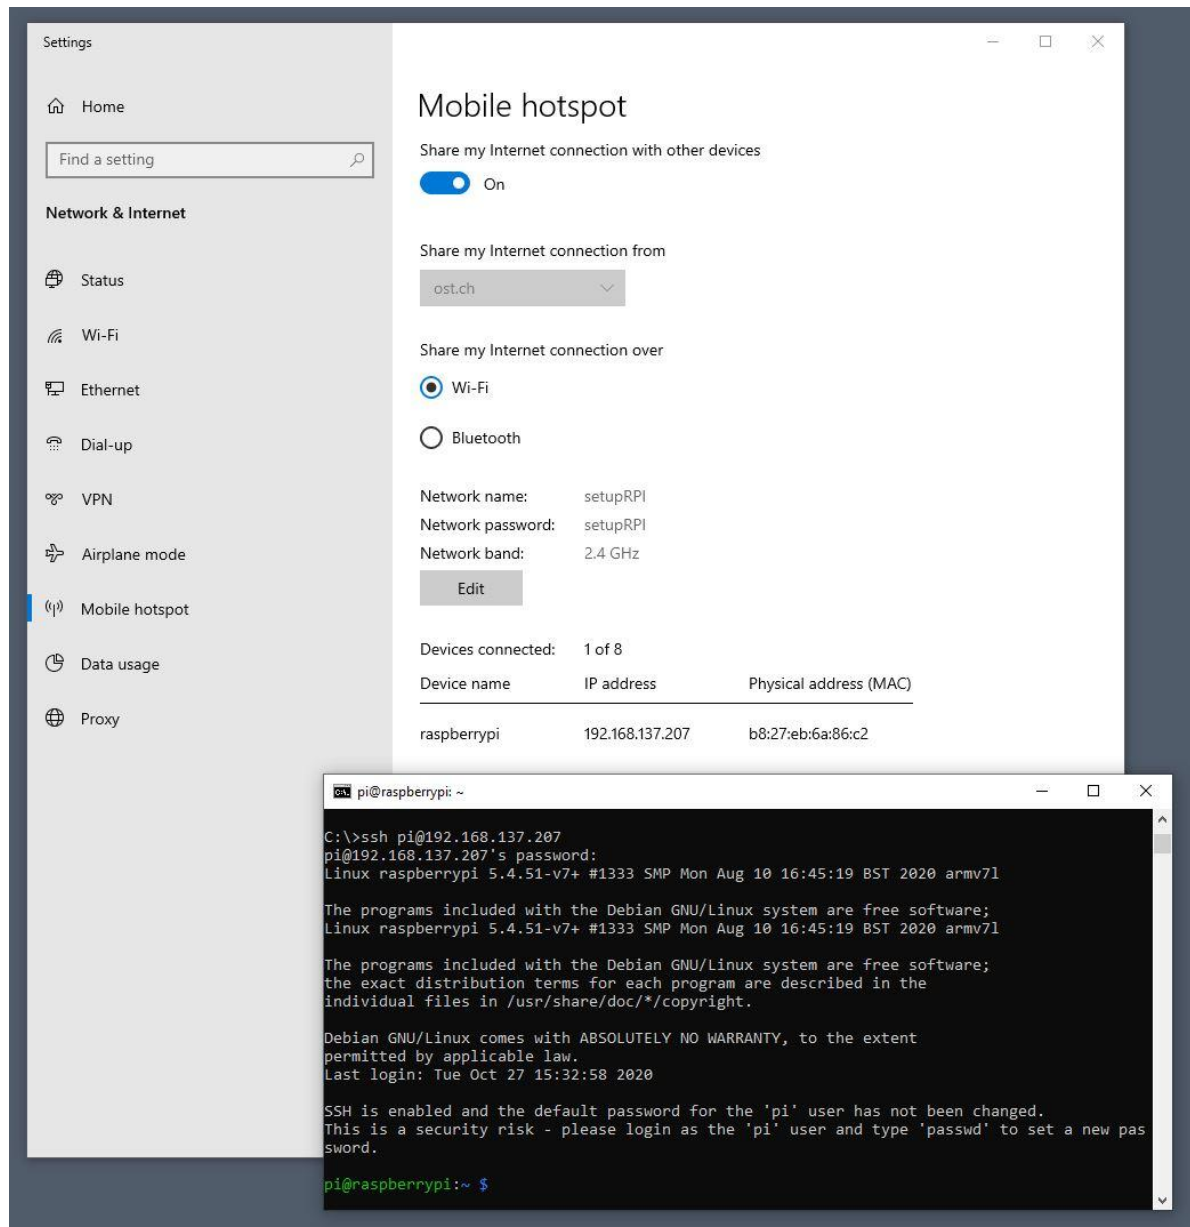 Settings
Home
Find a setting
Network & Internet
Status
Wi-Fi
Ethernet
Dial-up
VPN
Airplane mode
Mobile hotspot
Data usage
Proxy
Mobile hotspot
Share my Internet connection with other devices
On
Share my Internet connection from
ost.ch
Share my Internet connection over
Wi-Fi
Bluetooth
Network name: setupRPI
Network password: setupRPI
Network band: 2.4 GHz
Edit
Devices connected: 1 of 8
Device name IP address Physical address (MAC)
raspberrypi 192.168.137.207 b8:27:eb:6a:86:c2
pi@raspberrypi: ~
C:\>ssh pi@192.168.137.207
pi@192.168.137.207's password:
Linux raspberrypi 5.4.51-v7+ #1333 SMP Mon Aug 10 16:45:19 BST 2020 armv7l
The programs included with the Debian GNU/Linux system are free software;
Linux raspberrypi 5.4.51-v7+ #1333 SMP Mon Aug 10 16:45:19 BST 2020 armv7l
The programs included with the Debian GNU/Linux system are free software;
the exact distribution terms for each program are described in the
individual files in /usr/share/doc/*/copyright.
Debian GNU/Linux comes with ABSOLUTELY NO WARRANTY, to the extent
permitted by applicable law.
Last login: Tue Oct 27 15:32:58 2020
SSH is enabled and the default password for the 'pi' user has not been changed.
This is a security risk - please login as the 'pi' user and type 'passwd' to set a new pas
sword.
pi@raspberrypi:~ $